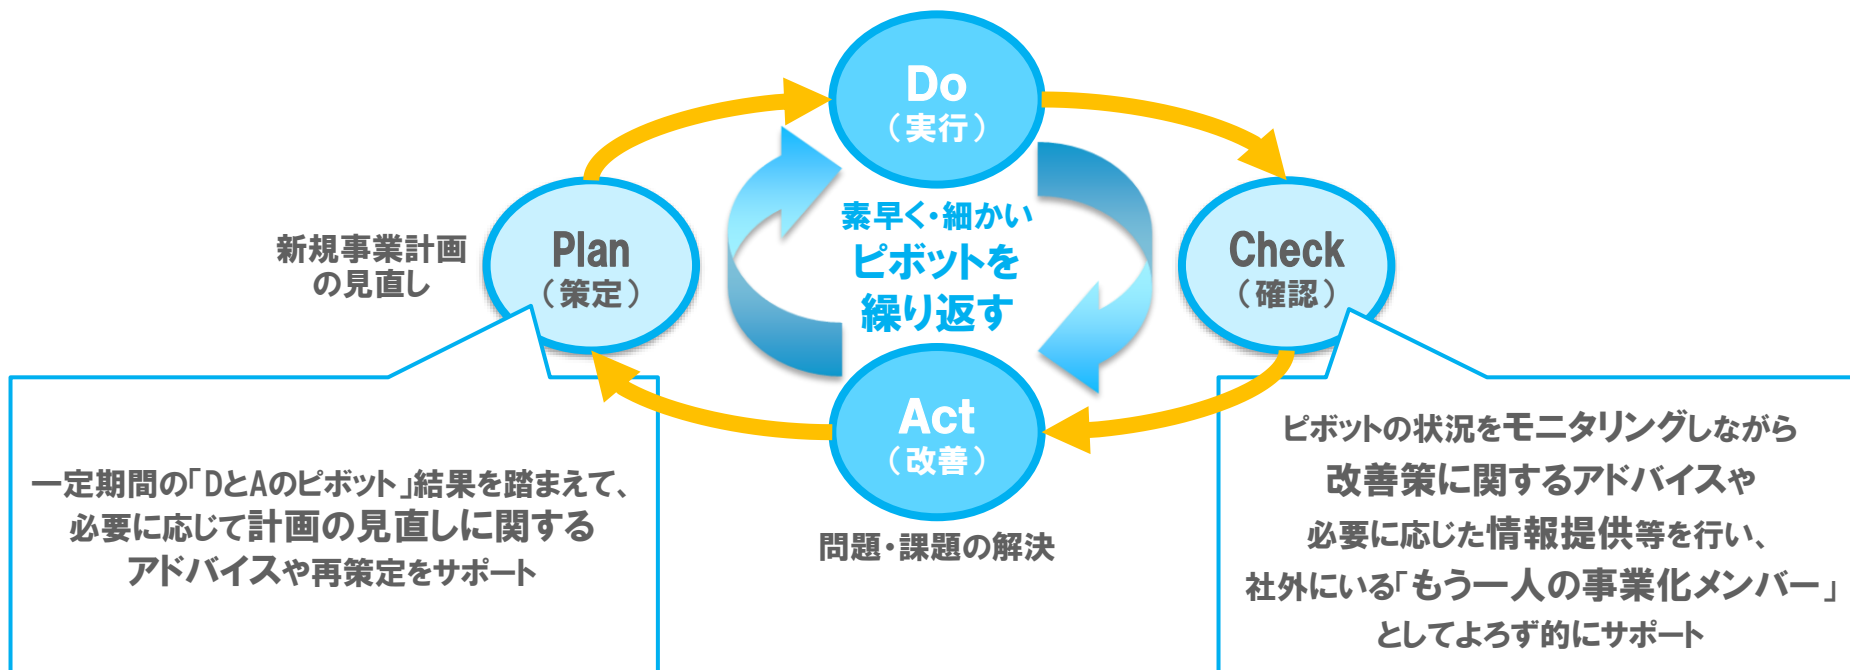 Do
（実行）
素早く・細かい
ピボットを
繰り返す
新規事業計画
の見直し
Plan
（策定）
Check
（確認）
Act
（改善）
問題・課題の解決
一定期間の「DとAのピボット」結果を踏まえて、
必要に応じて計画の見直しに関する
アドバイスや再策定をサポート
ピボットの状況をモニタリングしながら
改善策に関するアドバイスや
必要に応じた情報提供等を行い、
社外にいる「もう一人の事業化メンバー」
としてよろず的にサポート